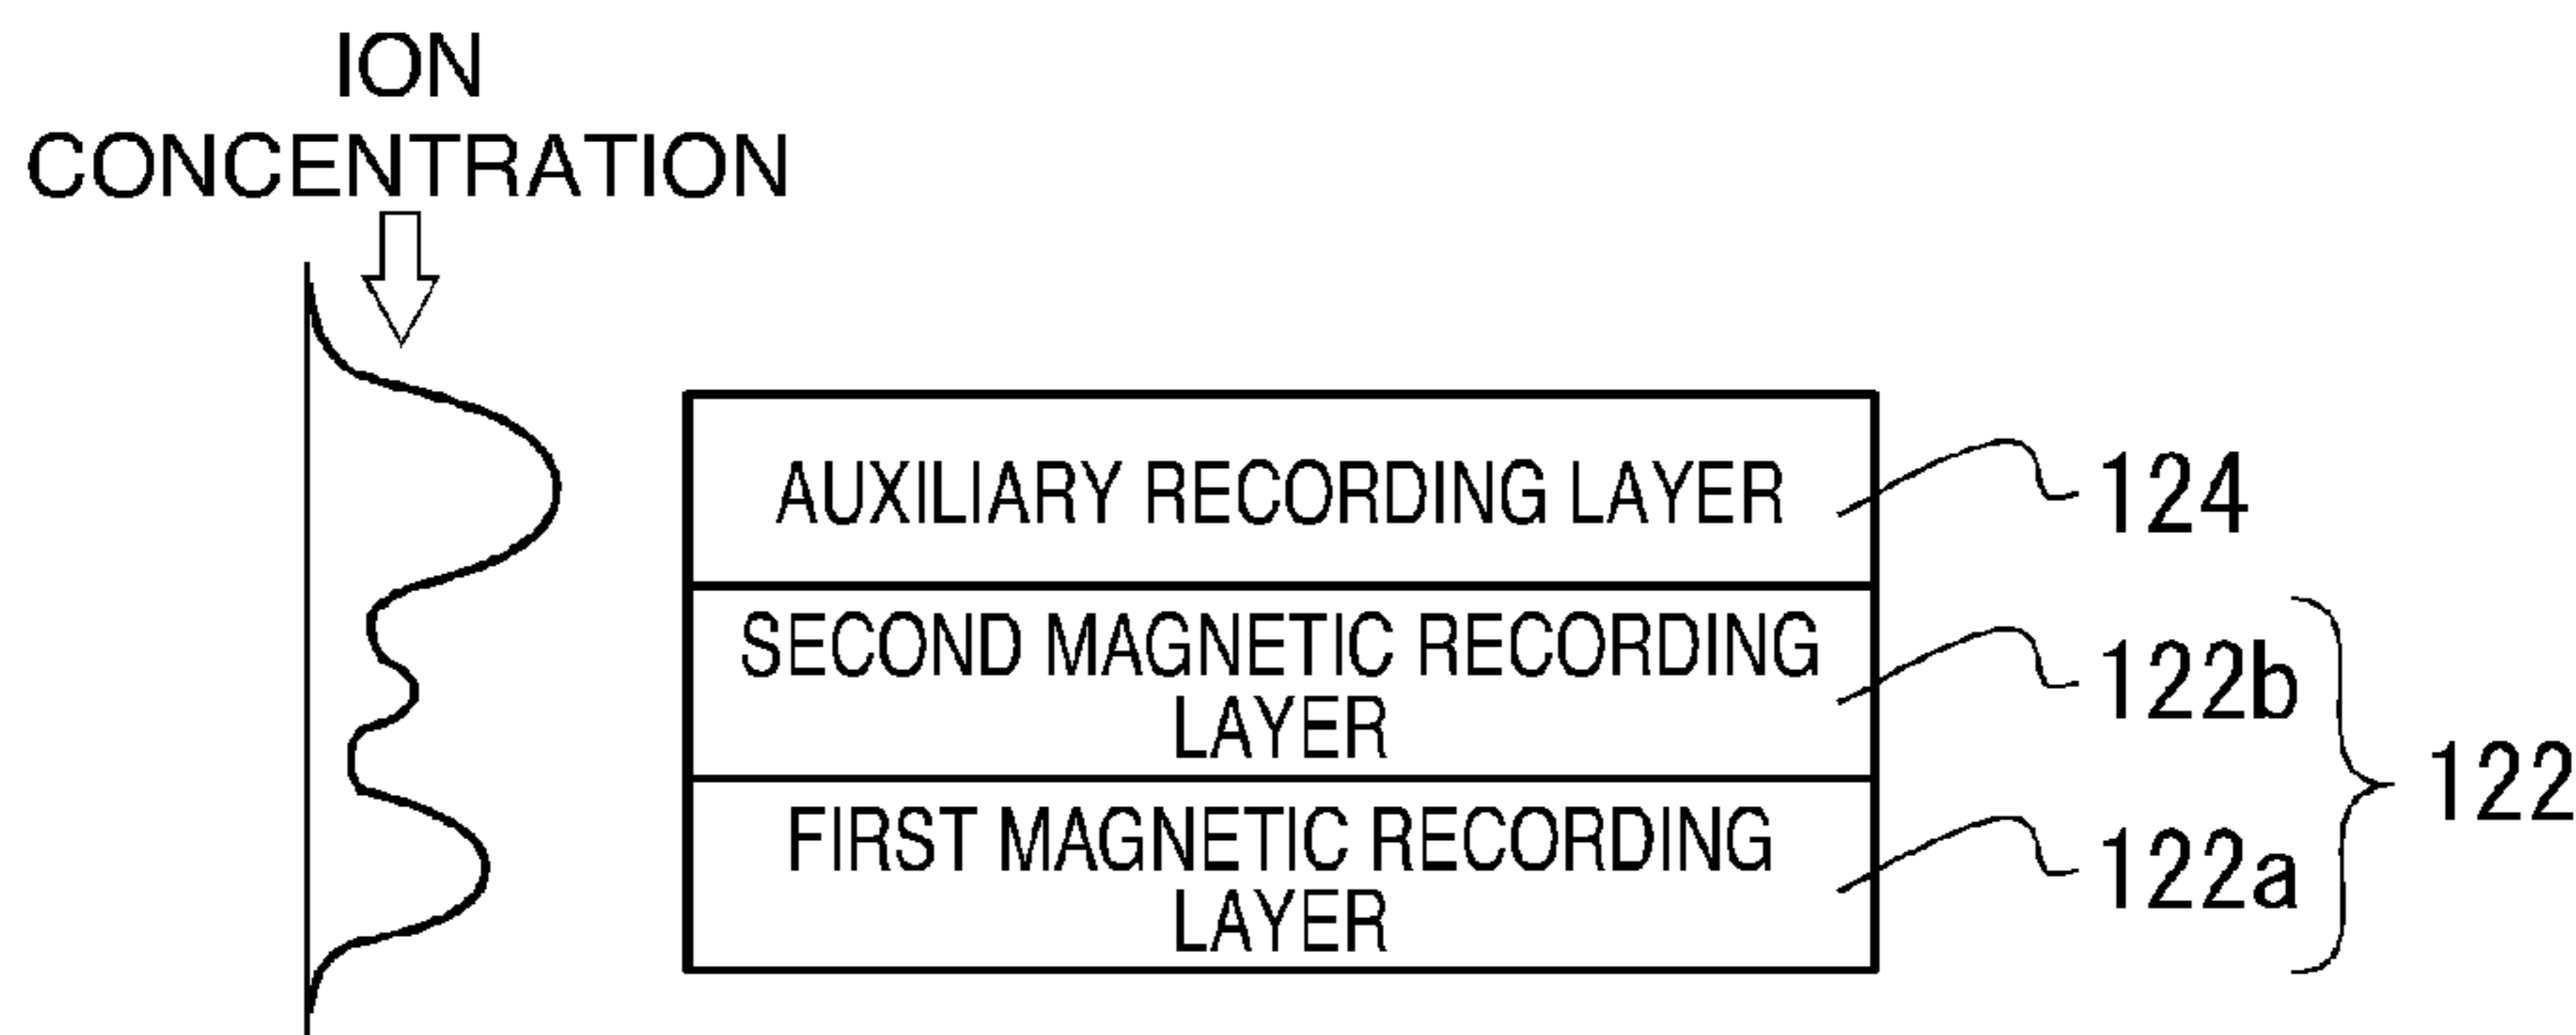 ION
CONCENTRATION
AUXILIARY RECORDING LAYER
124
SECOND MAGNETIC RECORDING
LAYER
122b
122
FIRST MAGNETIC RECORDING
LAYER
122a